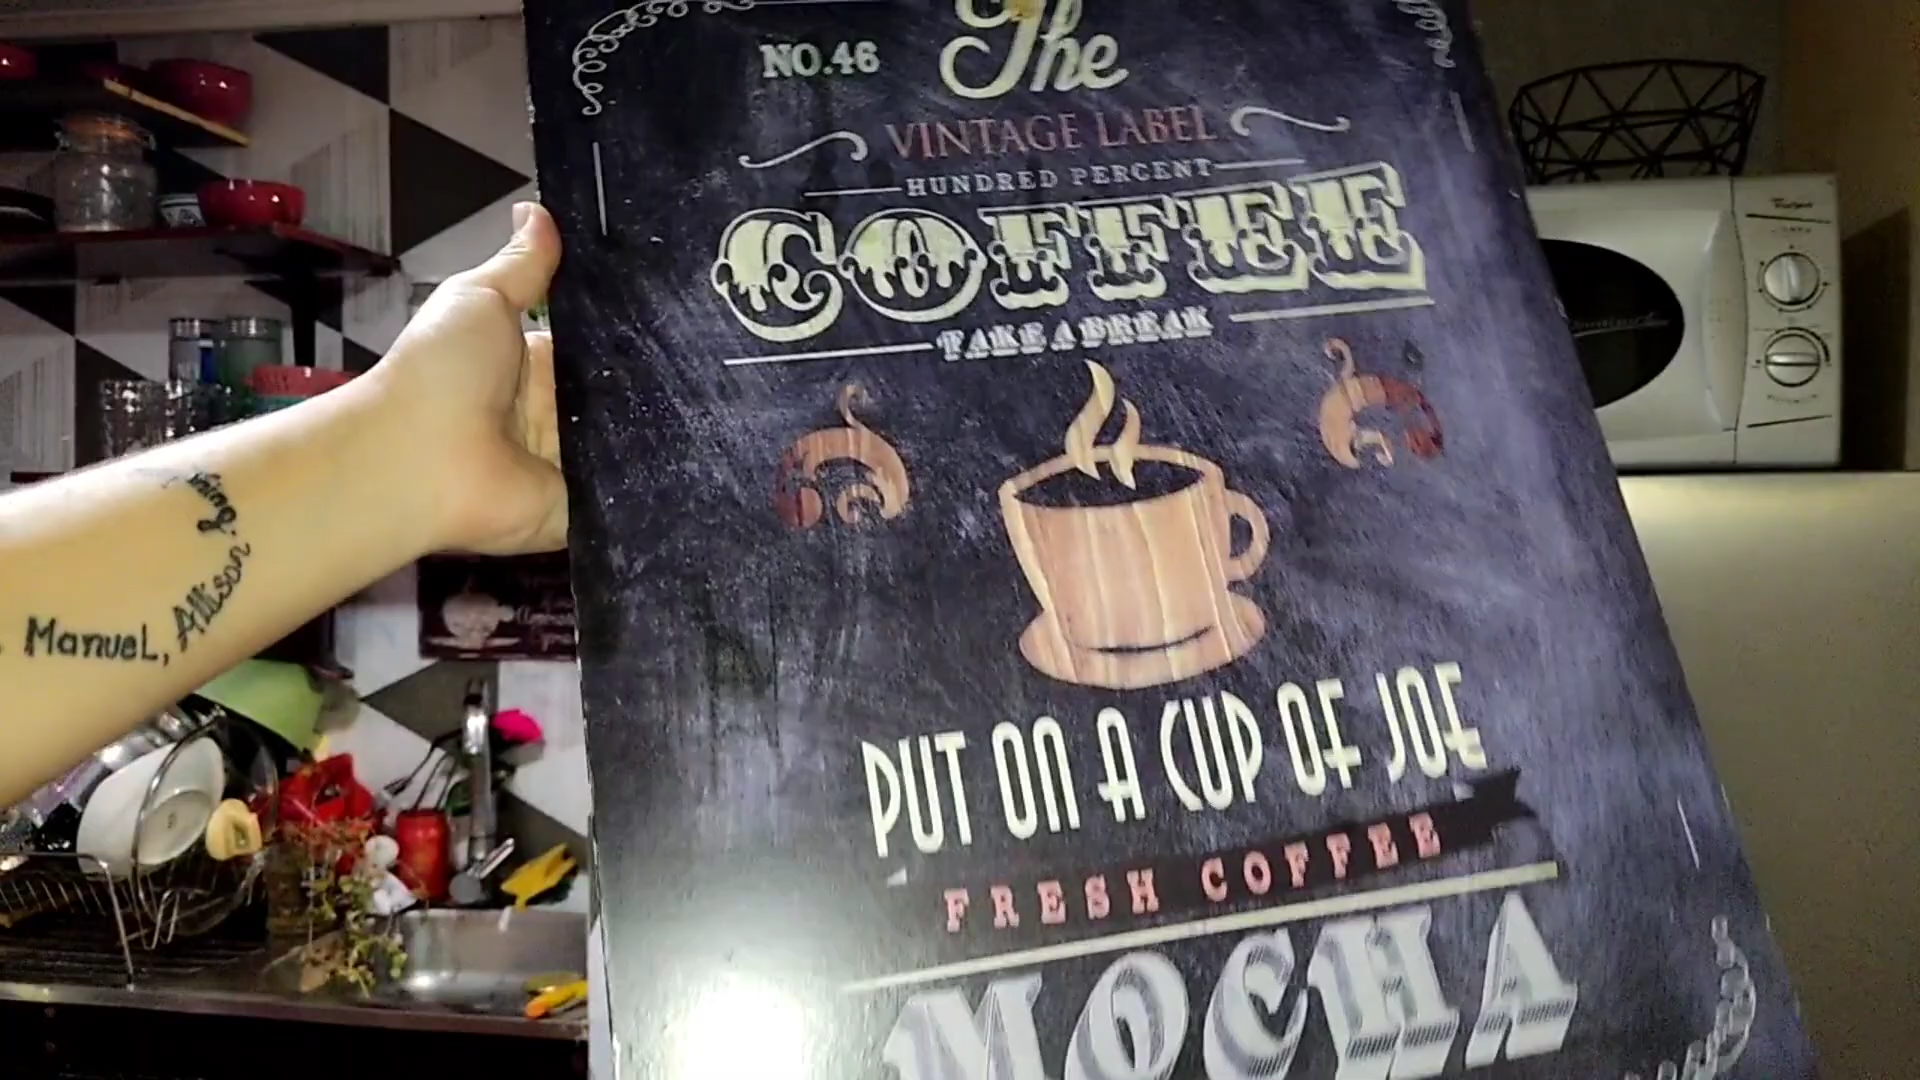 NO.46
The
VINTAGE LABEL
HUNDRED PERCENT
COFFEE
TAKE A BREAK
PUT ON A CUP OF JOE
FRESH COFFEE
MOCHA
Manuel, Allison
Whirlpool